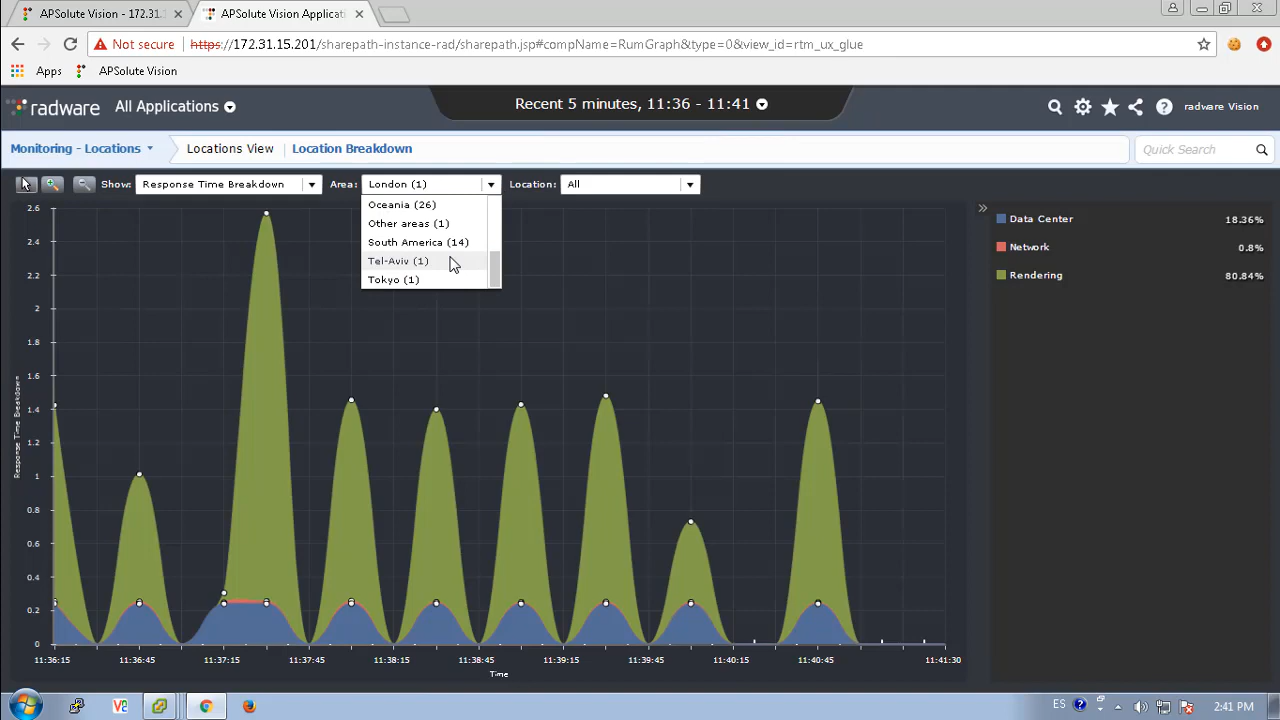 APSolute Vision - 172.31.
APSolute Vision Applicati
Not secure
https://172.31.15.201/sharepath-instance-rad/sharepath.jsp#compName=RumGraph&type=0&view_id=rtm_ux_glue
Apps
APSolute Vision
radware
All Applications
Recent 5 minutes, 11:36 - 11:41
radware Vision
Monitoring - Locations
Locations View
Location Breakdown
Quick Search
Show: Response Time Breakdown
Area: London (1)
Location: All
Oceania (26)
Other areas (1)
South America (14)
Tel-Aviv (1)
Tokyo (1)
Data Center 18.36%
Network 0.8%
Rendering 80.84%
Response Time Breakdown
2.6
2.4
2.2
2
1.8
1.6
1.4
1.2
1
0.8
0.6
0.4
0.2
0
11:36:15 11:36:45 11:37:15 11:37:45 11:38:15 11:38:45 11:39:15 11:39:45 11:40:15 11:40:45 11:41:30
Time
ES
2:41 PM